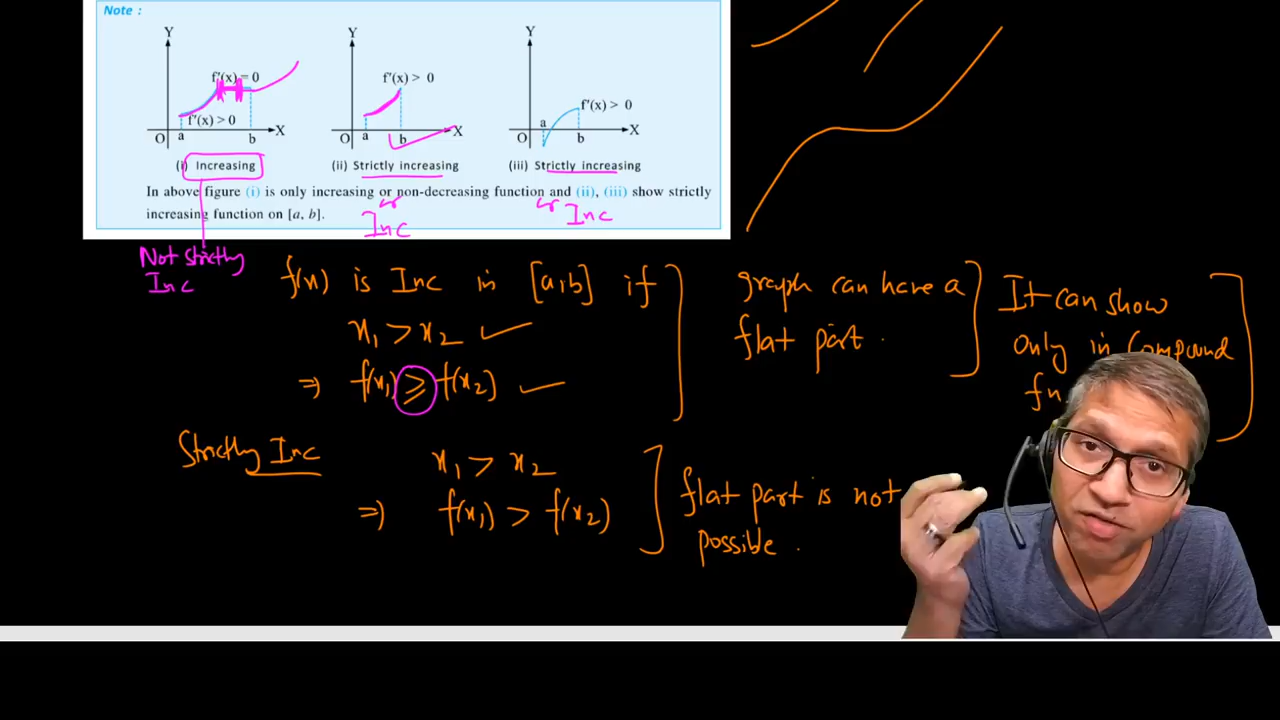 Note :
Y Y Y
f'(x) = 0 f'(x) > 0 f'(x) > 0
f'(x) > 0
O a b X O a b X O a b X
(i) Increasing (ii) Strictly increasing (iii) Strictly increasing
In above figure (i) is only increasing or non-decreasing function and (ii), (iii) show strictly
increasing function on [a, b].
or Inc
or Inc
Not strictly
Inc
f(x) is Inc in [a,b] if
x₁ > x₂
⇒ f(x₁) ≥ f(x₂)
graph can have a
flat part.
It can show
only in Compound
fn.
Strictly Inc
x₁ > x₂
⇒ f(x₁) > f(x₂)
flat part is not
possible.